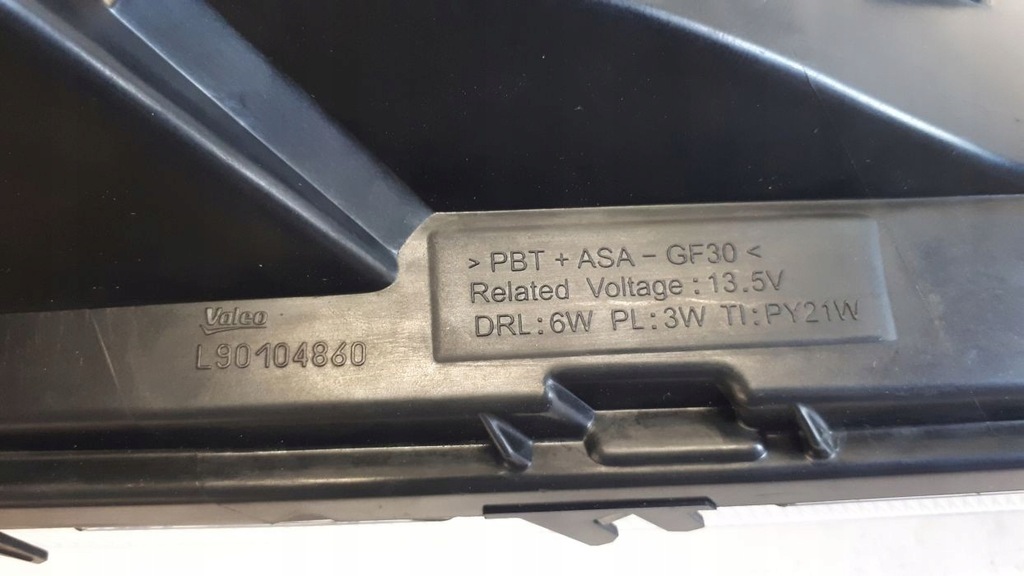 > PBT + ASA - GF30 <
Related Voltage : 13.5V
DRL : 6W PL : 3W TI : PY21W
Valeo
L90104860